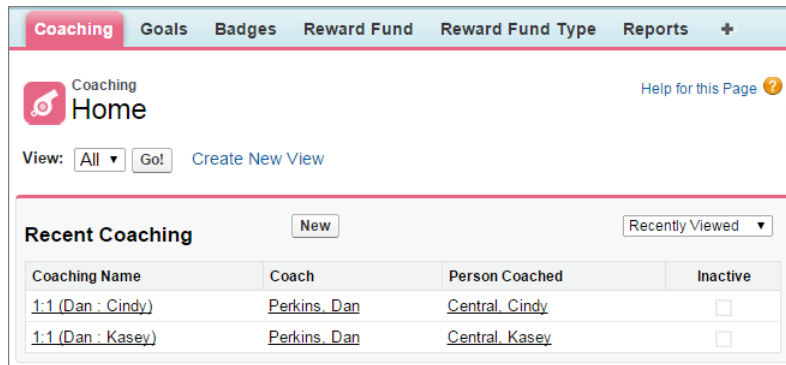 Coaching Goals Badges Reward Fund Reward Fund Type Reports +
Coaching
Home
Help for this Page ?
View: All Go! Create New View
Recent Coaching New Recently Viewed
Coaching Name Coach Person Coached Inactive
1:1 (Dan : Cindy) Perkins, Dan Central, Cindy
1:1 (Dan : Kasey) Perkins, Dan Central, Kasey